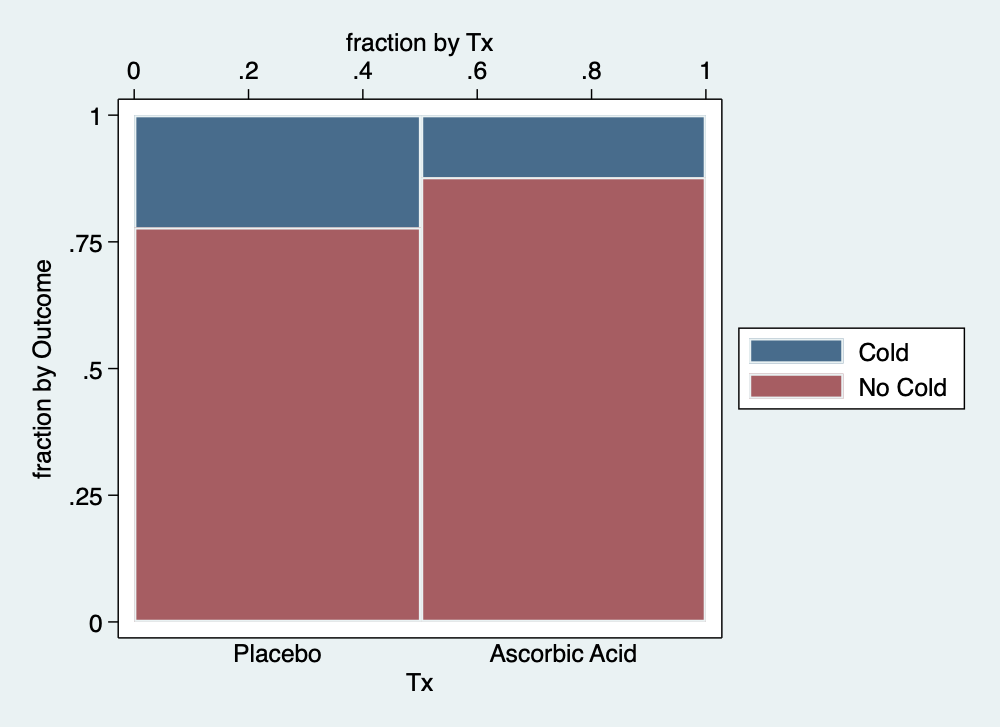 fraction by Tx
0 .2 .4 .6 .8 1
fraction by Outcome
1
.75
.5
.25
0
Placebo Ascorbic Acid
Tx
Cold
No Cold